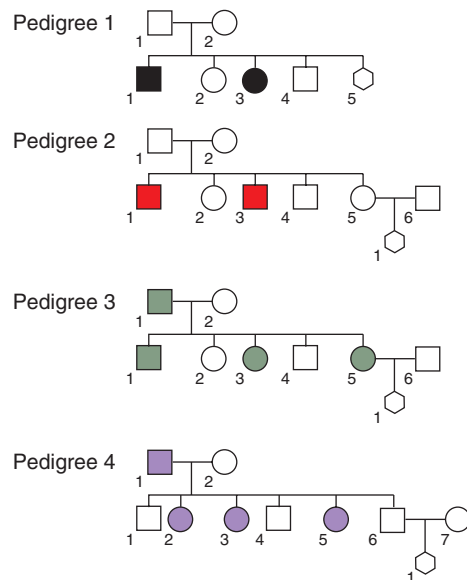 Pedigree 1
1 2
1 2 3 4 5
Pedigree 2
1 2
1 2 3 4 5 6
1
Pedigree 3
1 2
1 2 3 4 5 6
1
Pedigree 4
1 2
1 2 3 4 5 6 7
1